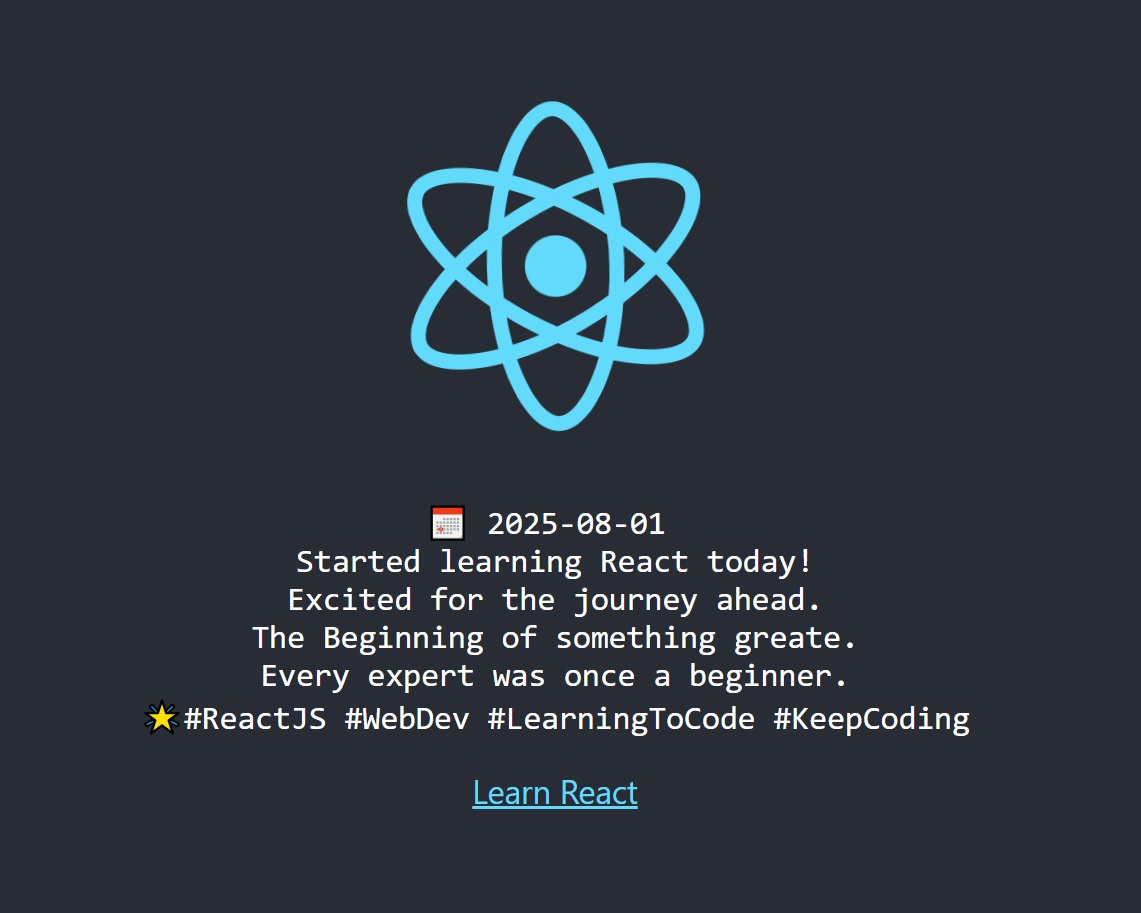 📅 2025-08-01
Started learning React today!
Excited for the journey ahead.
The Beginning of something greate.
Every expert was once a beginner.
🌟#ReactJS #WebDev #LearningToCode #KeepCoding
Learn React